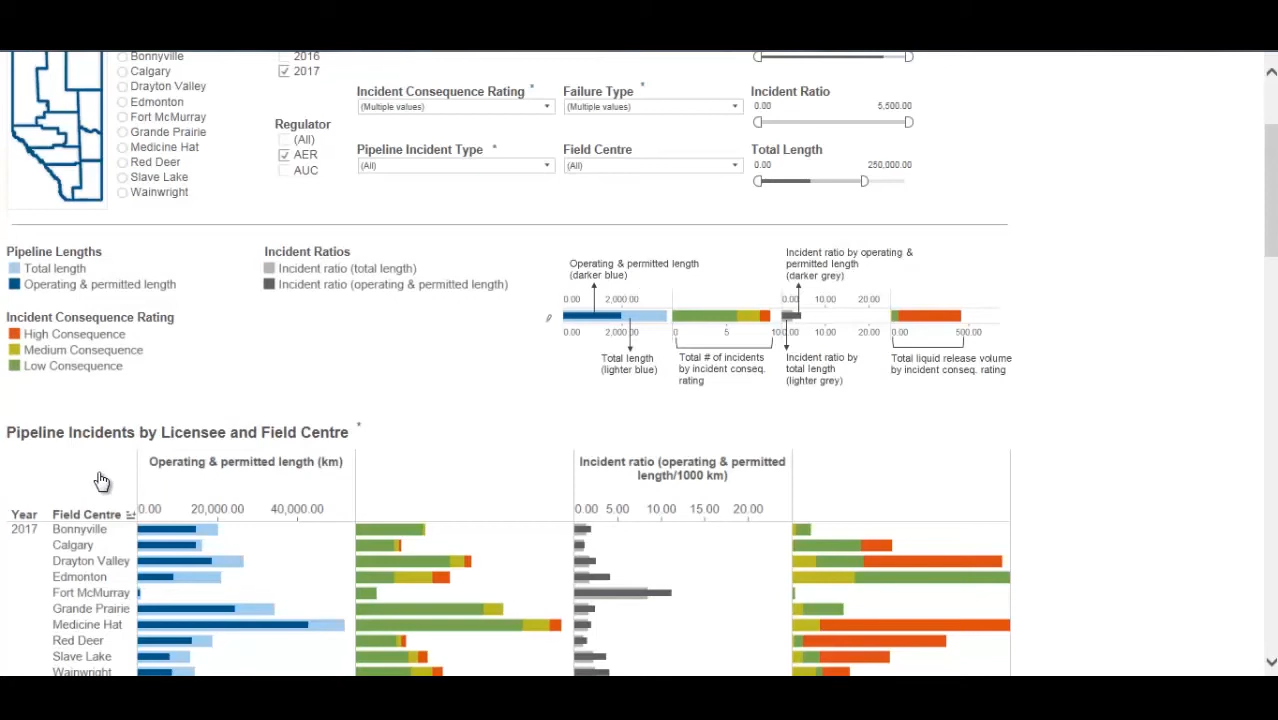 Bonnyville
Calgary
Drayton Valley
Edmonton
Fort McMurray
Grande Prairie
Medicine Hat
Red Deer
Slave Lake
Wainwright
2016
2017
Regulator
(All)
AER
AUC
Incident Consequence Rating *
(Multiple values)
Failure Type *
(Multiple values)
Incident Ratio
0.00 5,500.00
Pipeline Incident Type *
(All)
Field Centre
(All)
Total Length
0.00 250,000.00
Pipeline Lengths
Total length
Operating & permitted length
Incident Ratios
Incident ratio (total length)
Incident ratio (operating & permitted length)
Incident Consequence Rating
High Consequence
Medium Consequence
Low Consequence
Operating & permitted length
(darker blue)
Incident ratio by operating &
permitted length
(darker grey)
0.00 2,000.00
0.00 10.00 20.00
0.00 2,000.00 0 5 10 0.00 10.00 20.00 0.00 500.00
Total length
(lighter blue)
Total # of incidents
by incident conseq.
rating
Incident ratio by
total length
(lighter grey)
Total liquid release volume
by incident conseq. rating
Pipeline Incidents by Licensee and Field Centre *
Operating & permitted length (km)
Incident ratio (operating & permitted
length/1000 km)
Year Field Centre 0.00 20,000.00 40,000.00 0.00 5.00 10.00 15.00 20.00
2017 Bonnyville
Calgary
Drayton Valley
Edmonton
Fort McMurray
Grande Prairie
Medicine Hat
Red Deer
Slave Lake
Wainwright